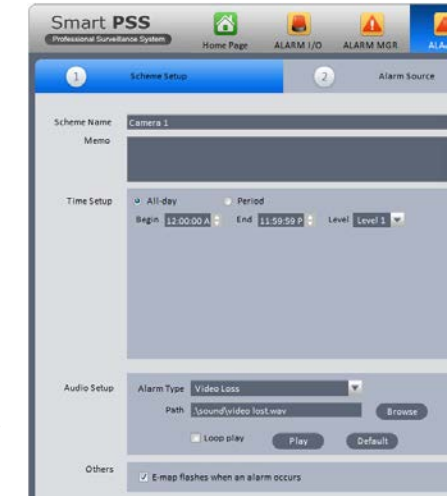 Smart PSS
Professional Surveillance System
Home Page
ALARM I/O
ALARM MGR
1
Scheme Setup
2
Alarm Source
Scheme Name Camera 1
Memo
Time Setup All-day Period
Begin 12:00:00 A End 11:59:59 P Level Level 1
Audio Setup Alarm Type Video Loss
Path .\sound\video lost.wav Browse
Loop play Play Default
Others E-map flashes when an alarm occurs